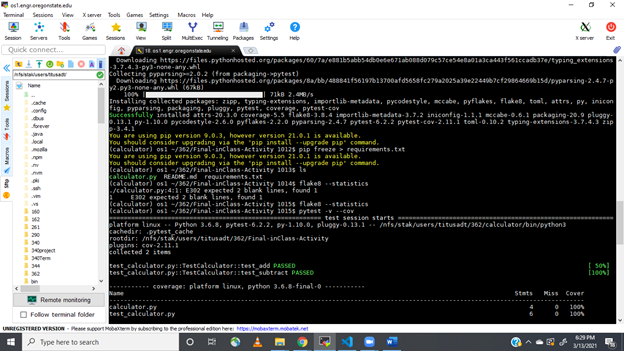 os1.engr.oregonstate.edu
Terminal Sessions View X server Tools Games Settings Macros Help
Session Servers Tools Games Sessions View Split MultiExec Tunneling Packages Settings Help X server Exit
Quick connect...
18. os1.engr.oregonstate.edu
/nfs/stak/users/titusadt/
Name
..
.cache
.config
.dbus
.forever
.java
.local
.mozilla
.npm
.nv
.nvm
.pki
.ssh
.vim
.vs
160
162
261
290
340
340project
340Term
344
362
bin
Sessions
Tools
Macros
Sftp
Remote monitoring
Follow terminal folder
Downloading https://files.pythonhosted.org/packages/60/7a/e881b5abb54db0e6e671ab088d079c57ce54e8a01a3ca443f561ccadb37e/typing_extensions
-3.7.4.3-py3-none-any.whl
Collecting pyparsing>=2.0.2 (from packaging->pytest)
Downloading https://files.pythonhosted.org/packages/8a/bb/488841f56197b13700afd5658fc279a2025a39e22449b7cf29864669b15d/pyparsing-2.4.7-p
y2.py3-none-any.whl (67kB)
100% 71kB 2.4MB/s
Installing collected packages: zipp, typing-extensions, importlib-metadata, pycodestyle, mccabe, pyflakes, flake8, toml, attrs, py, inicon
fig, pyparsing, packaging, pluggy, pytest, coverage, pytest-cov
Successfully installed attrs-20.3.0 coverage-5.5 flake8-3.8.4 importlib-metadata-3.7.2 iniconfig-1.1.1 mccabe-0.6.1 packaging-20.9 pluggy-
0.13.1 py-1.10.0 pycodestyle-2.6.0 pyflakes-2.2.0 pyparsing-2.4.7 pytest-6.2.2 pytest-cov-2.11.1 toml-0.10.2 typing-extensions-3.7.4.3 zip
p-3.4.1
You are using pip version 9.0.3, however version 21.0.1 is available.
You should consider upgrading via the 'pip install --upgrade pip' command.
(calculator) os1 ~/362/Final-inClass-Activity 1012$ pip freeze > requirements.txt
You are using pip version 9.0.3, however version 21.0.1 is available.
You should consider upgrading via the 'pip install --upgrade pip' command.
(calculator) os1 ~/362/Final-inClass-Activity 1013$ ls
calculator.py README.md requirements.txt
(calculator) os1 ~/362/Final-inClass-Activity 1014$ flake8 --statistics
./calculator.py:4:1: E302 expected 2 blank lines, found 1
1 E302 expected 2 blank lines, found 1
(calculator) os1 ~/362/Final-inClass-Activity 1014$ flake8 --statistics
(calculator) os1 ~/362/Final-inClass-Activity 1015$ pytest -v --cov
test session starts
platform linux -- Python 3.6.8, pytest-6.2.2, py-1.10.0, pluggy-0.13.1 -- /nfs/stak/users/titusadt/362/calculator/bin/python3
cachedir: .pytest_cache
rootdir: /nfs/stak/users/titusadt/362/Final-inClass-Activity
plugins: cov-2.11.1
collected 2 items
test_calculator.py::TestCalculator::test_add PASSED [ 50%]
test_calculator.py::TestCalculator::test_subtract PASSED [100%]
----------- coverage: platform linux, python 3.6.8-final-0 -----------
Name Stmts Miss Cover
calculator.py 4 0 100%
test_calculator.py 6 0 100%
UNREGISTERED VERSION - Please support MobaXterm by subscribing to the professional edition here: https://mobaxterm.mobatek.net
Type here to search
6:29 PM
3/13/2021